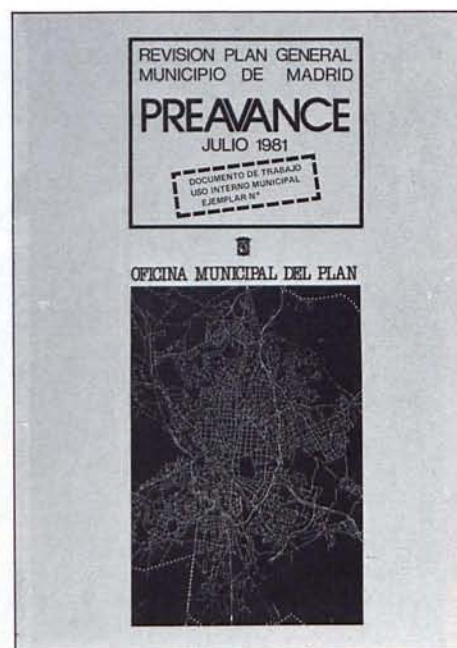 REVISION PLAN GENERAL
MUNICIPIO DE MADRID
PREAVANCE
JULIO 1981
DOCUMENTO DE TRABAJO
USO INTERNO MUNICIPAL
EJEMPLAR Nº
OFICINA MUNICIPAL DEL PLAN